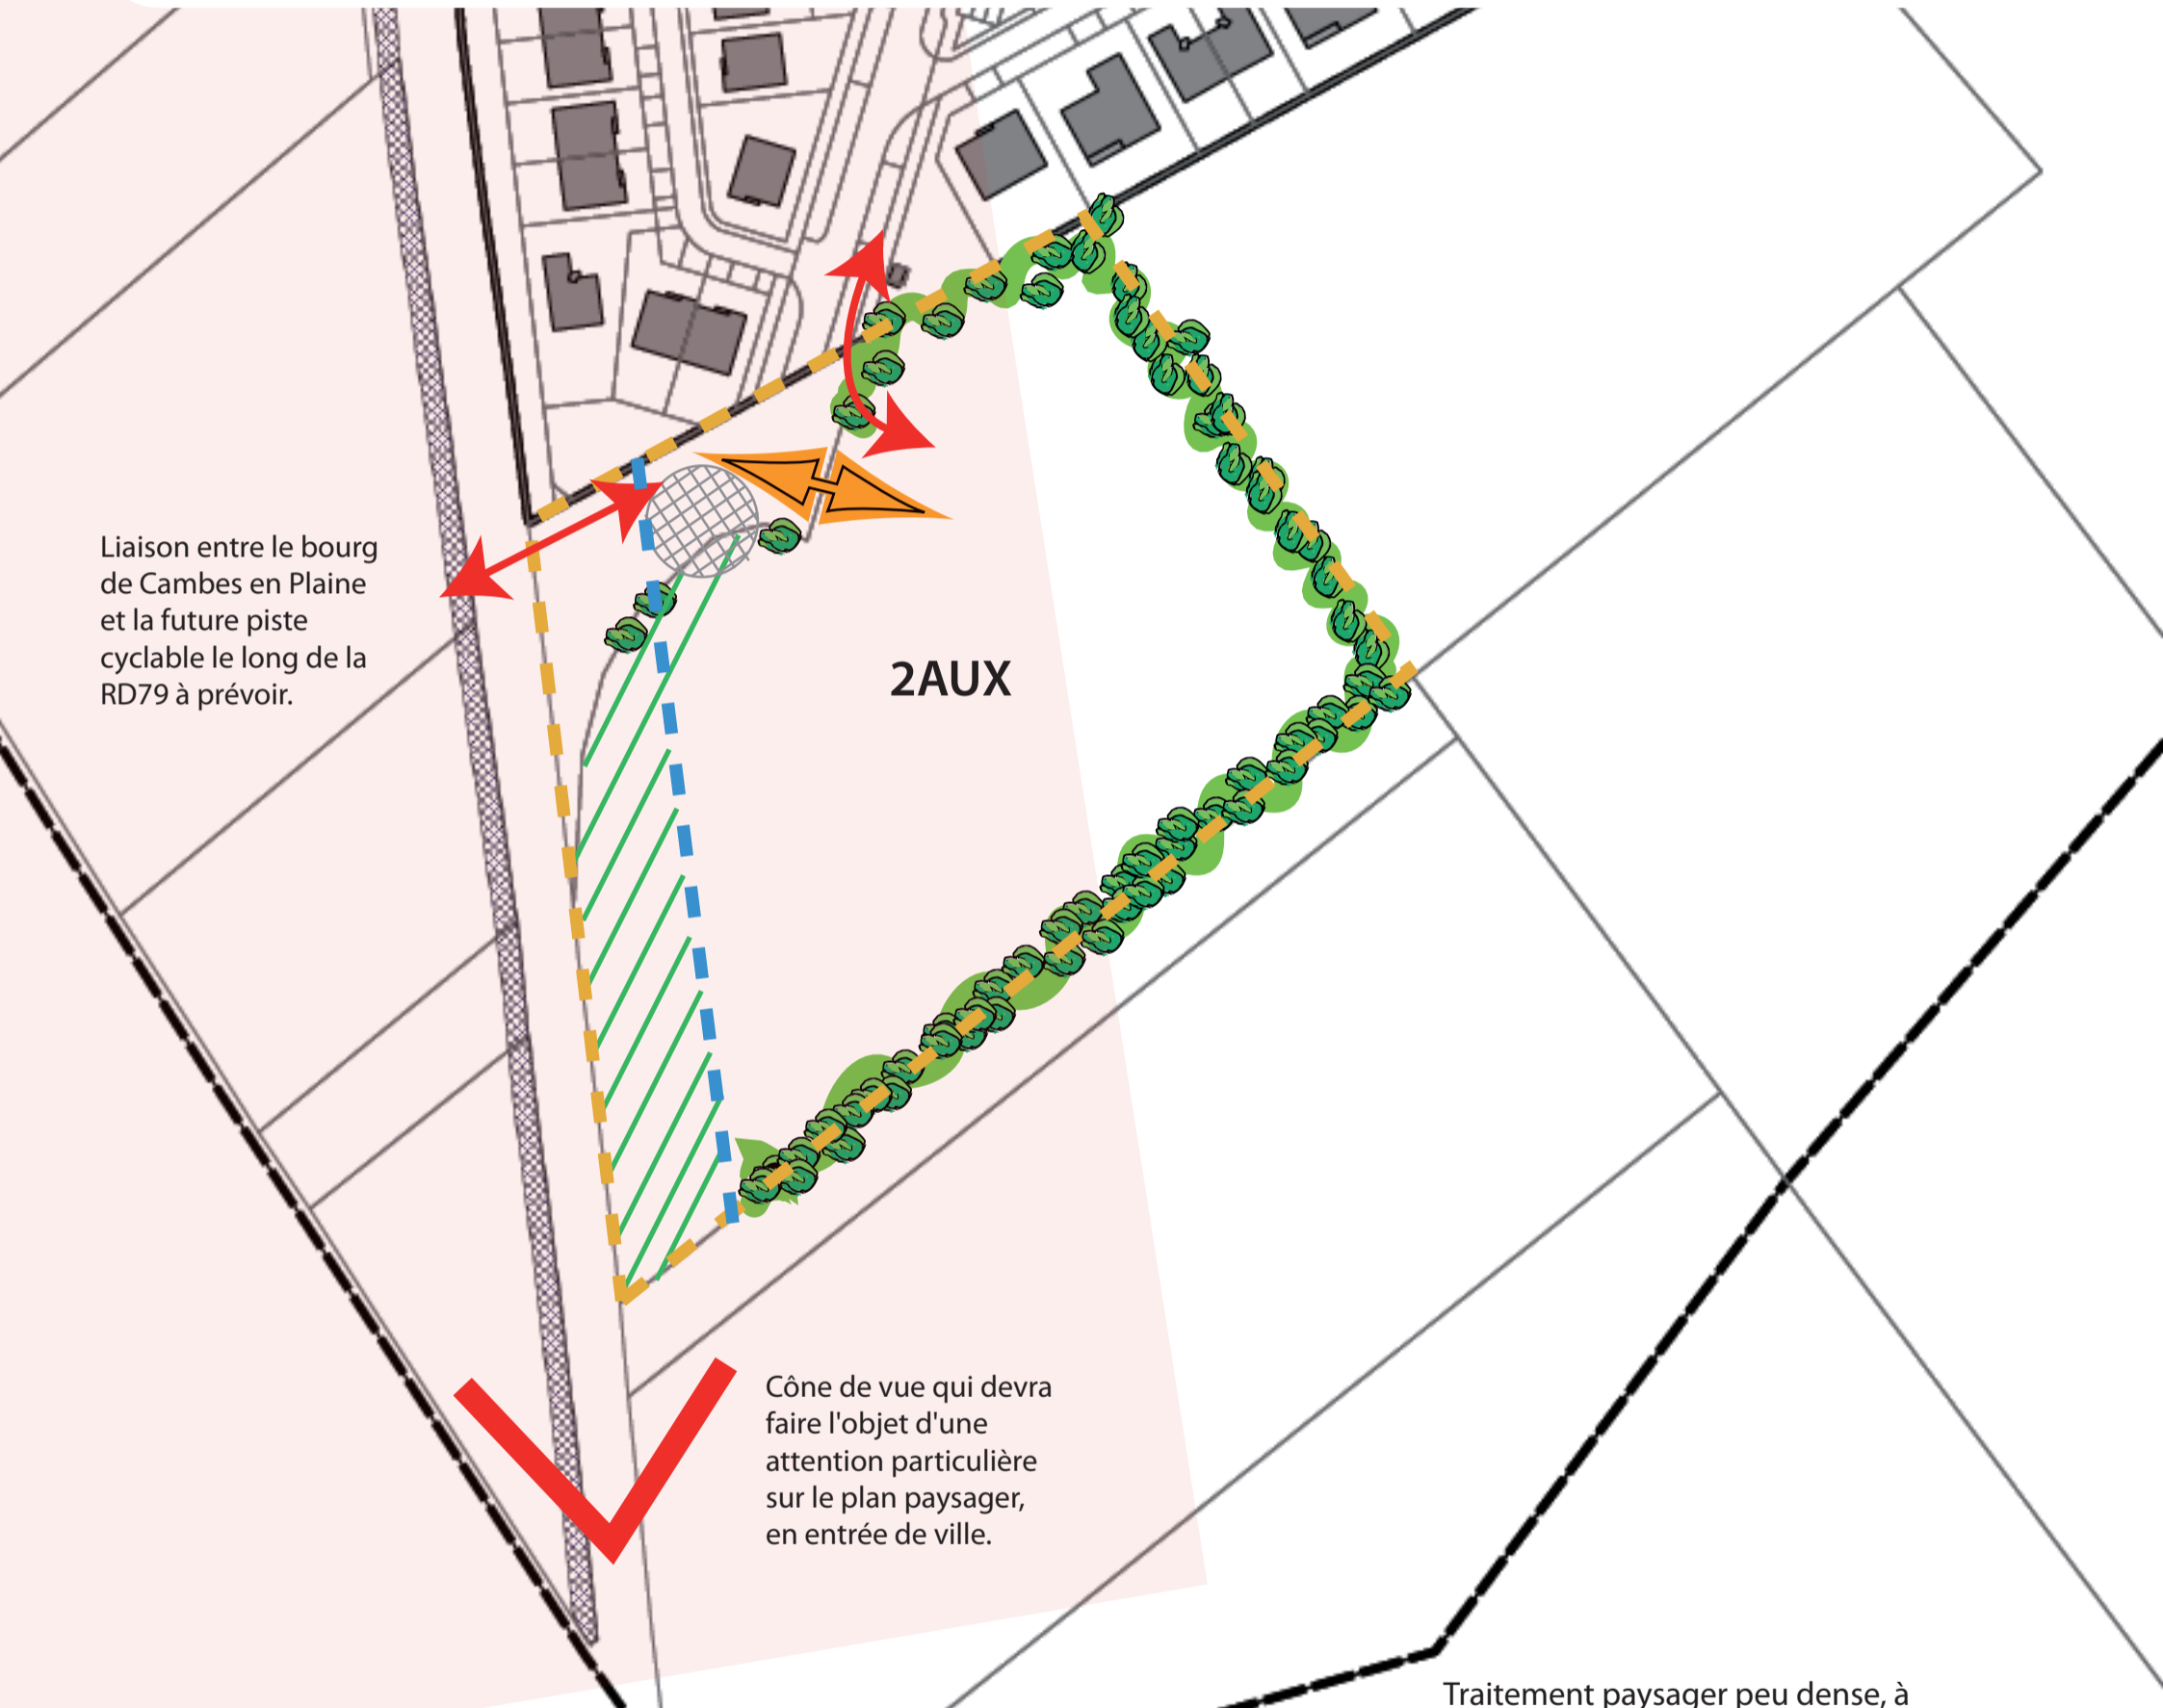 Liaison entre le bourg
de Cambes en Plaine
et la future piste
cyclable le long de la
RD79 à prévoir.
2AUX
Cône de vue qui devra
faire l'objet d'une
attention particulière
sur le plan paysager,
en entrée de ville.
Traitement paysager peu dense, à